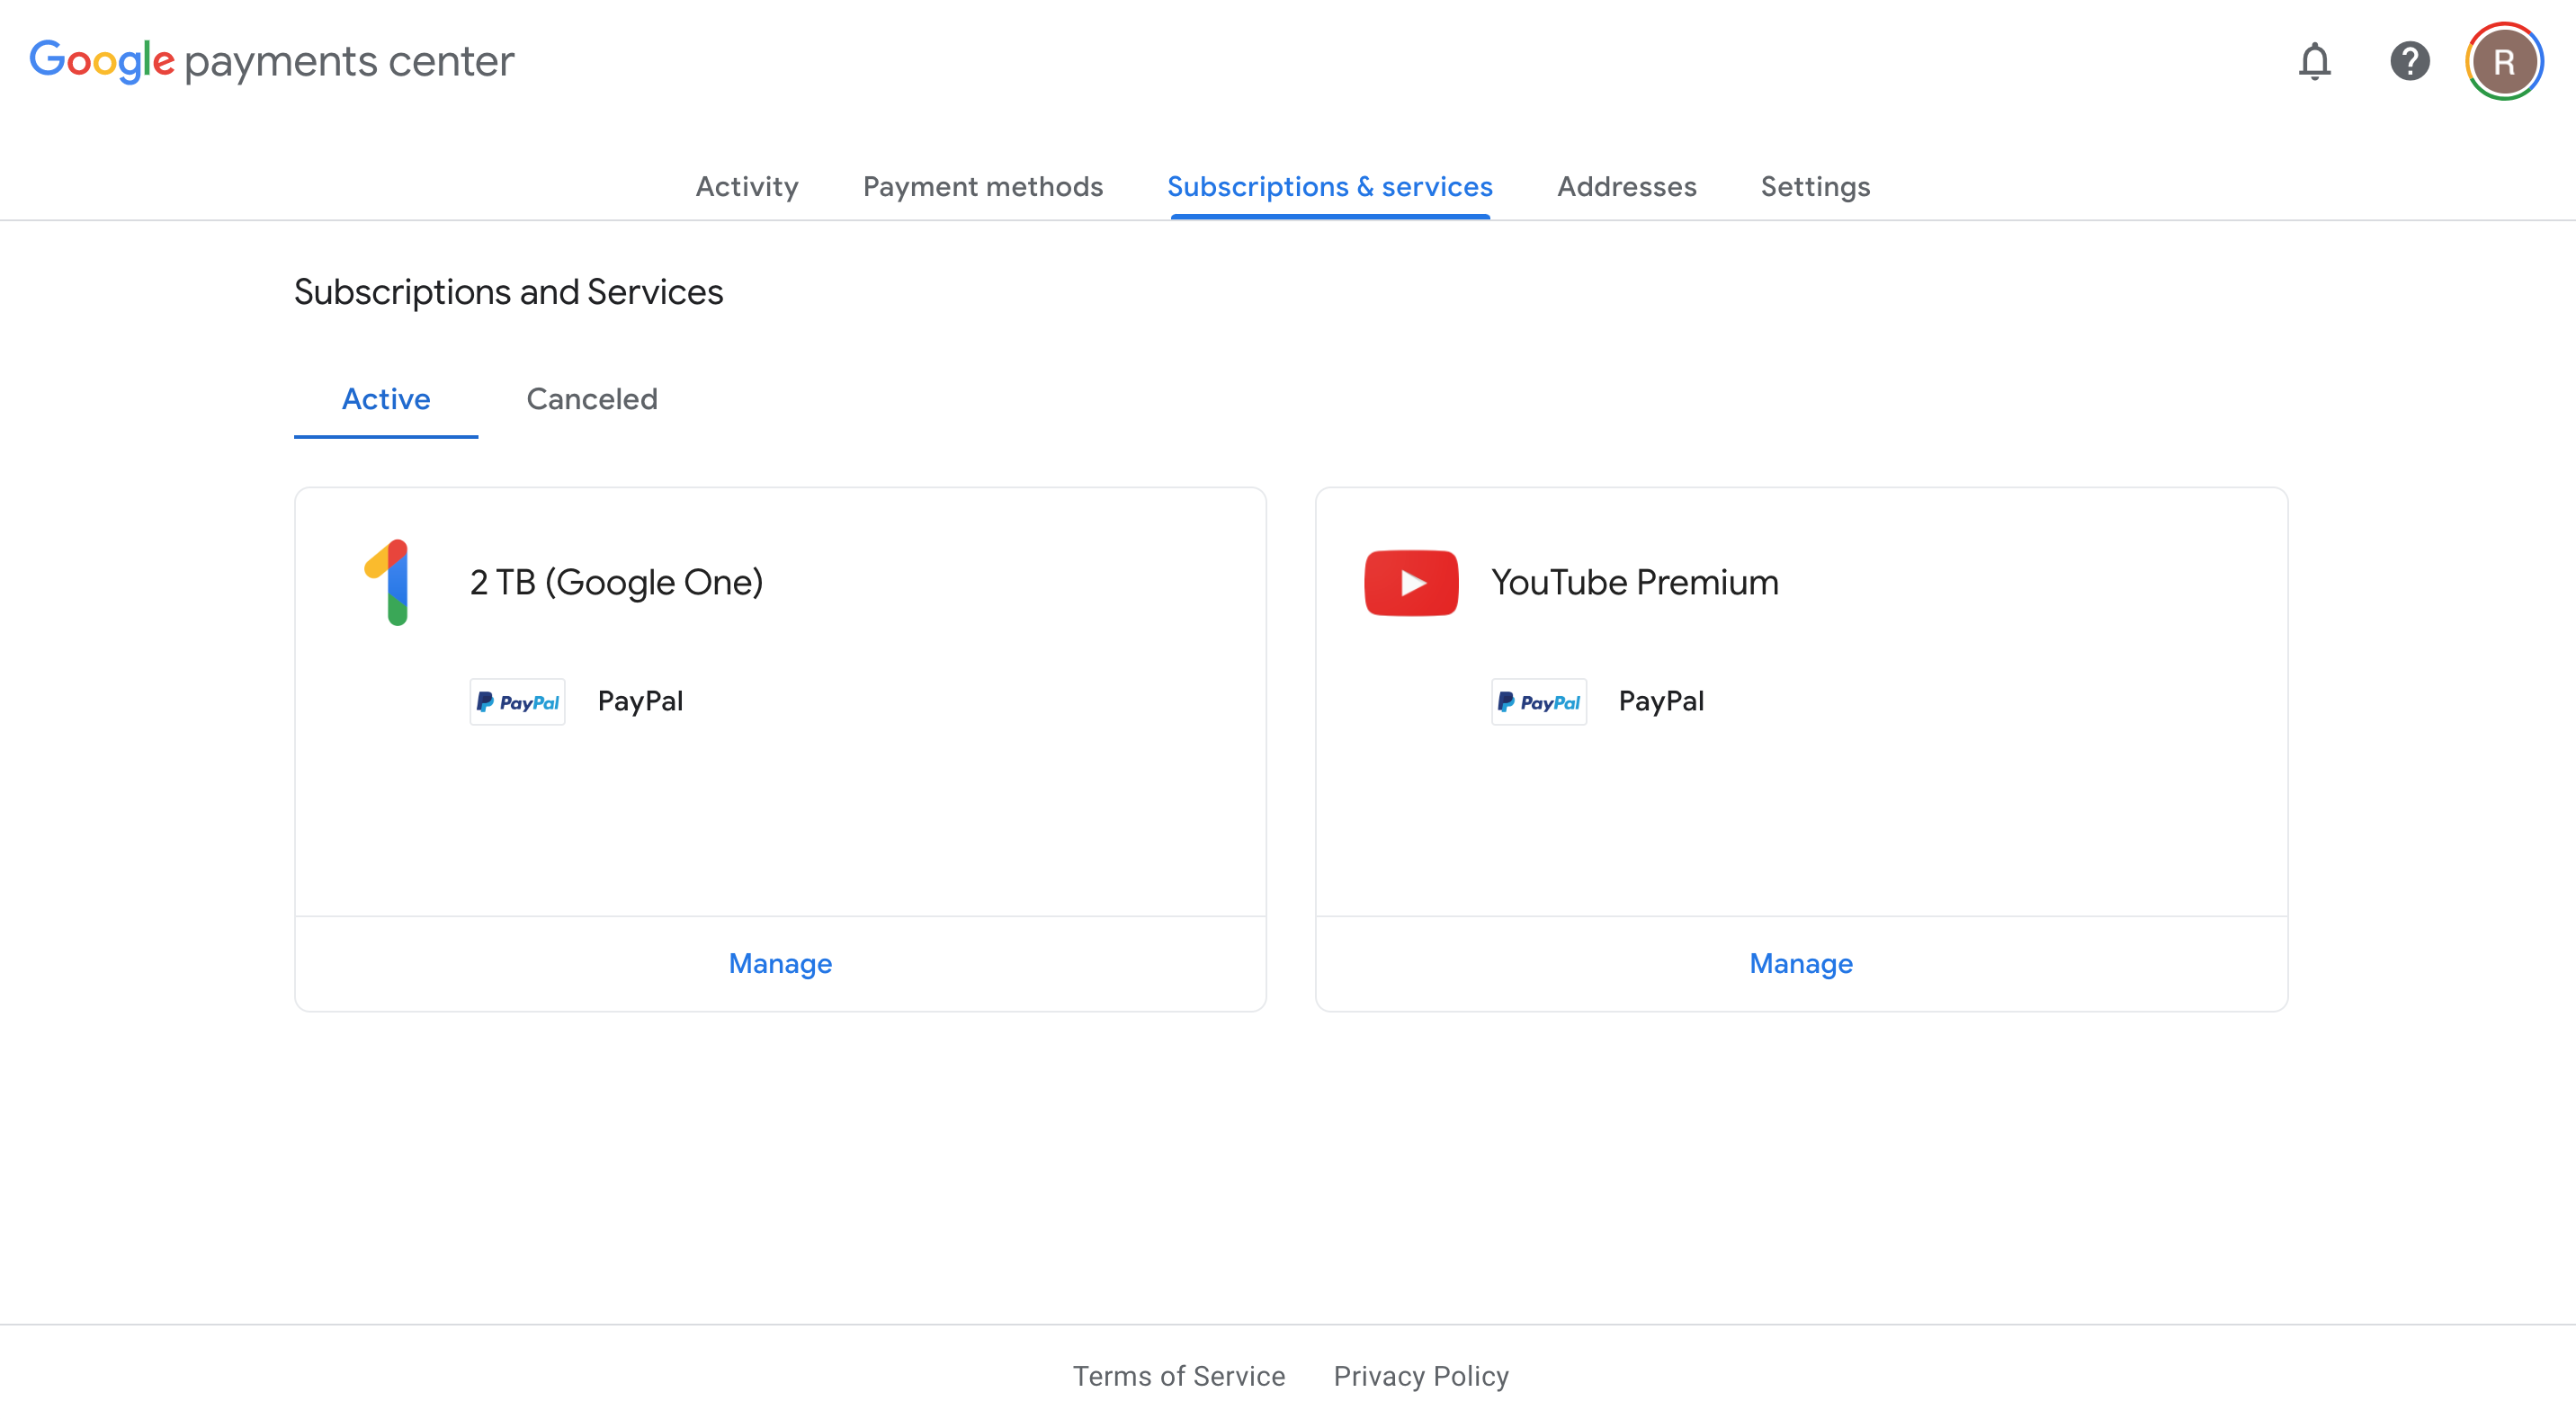 Google payments center
R
Activity
Payment methods
Subscriptions & services
Addresses
Settings
Subscriptions and Services
Active
Canceled
2 TB (Google One)
PayPal PayPal
Manage
YouTube Premium
PayPal PayPal
Manage
Terms of Service
Privacy Policy